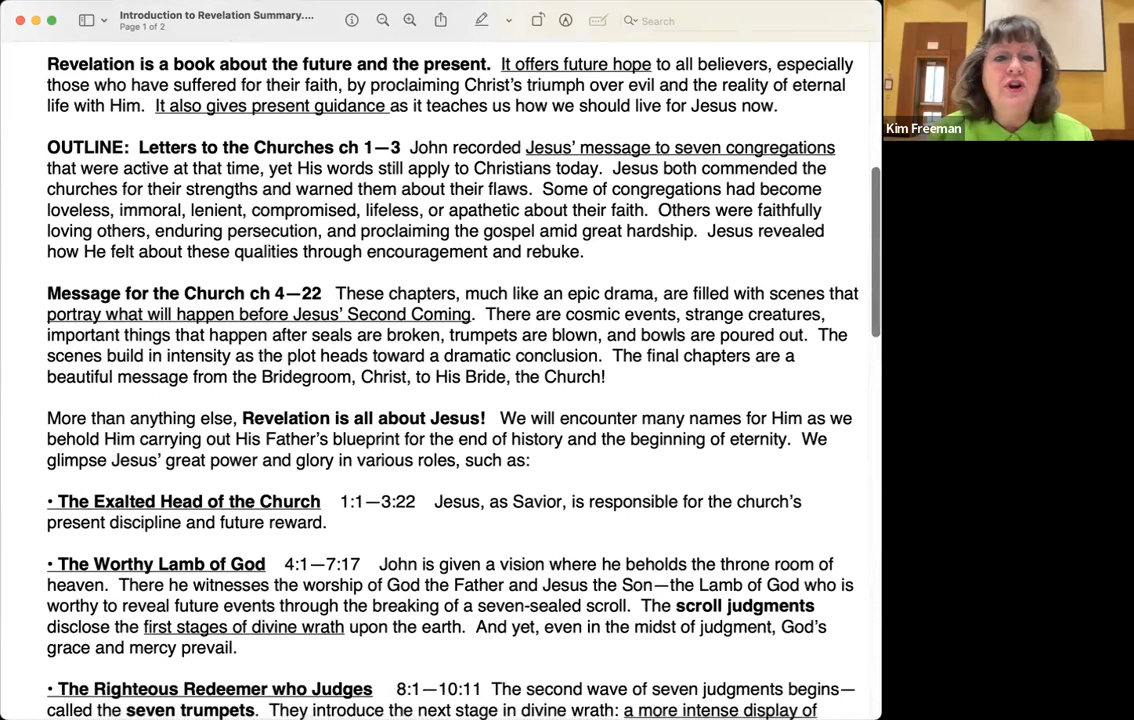 Introduction to Revelation Summary....
Page 1 of 2
Search
Revelation is a book about the future and the present. It offers future hope to all believers, especially
those who have suffered for their faith, by proclaiming Christ's triumph over evil and the reality of eternal
life with Him. It also gives present guidance as it teaches us how we should live for Jesus now.
OUTLINE: Letters to the Churches ch 1—3 John recorded Jesus' message to seven congregations
that were active at that time, yet His words still apply to Christians today. Jesus both commended the
churches for their strengths and warned them about their flaws. Some of congregations had become
loveless, immoral, lenient, compromised, lifeless, or apathetic about their faith. Others were faithfully
loving others, enduring persecution, and proclaiming the gospel amid great hardship. Jesus revealed
how He felt about these qualities through encouragement and rebuke.
Message for the Church ch 4—22 These chapters, much like an epic drama, are filled with scenes that
portray what will happen before Jesus' Second Coming. There are cosmic events, strange creatures,
important things that happen after seals are broken, trumpets are blown, and bowls are poured out. The
scenes build in intensity as the plot heads toward a dramatic conclusion. The final chapters are a
beautiful message from the Bridegroom, Christ, to His Bride, the Church!
More than anything else, Revelation is all about Jesus! We will encounter many names for Him as we
behold Him carrying out His Father's blueprint for the end of history and the beginning of eternity. We
glimpse Jesus' great power and glory in various roles, such as:
• The Exalted Head of the Church 1:1—3:22 Jesus, as Savior, is responsible for the church's
present discipline and future reward.
• The Worthy Lamb of God 4:1—7:17 John is given a vision where he beholds the throne room of
heaven. There he witnesses the worship of God the Father and Jesus the Son—the Lamb of God who is
worthy to reveal future events through the breaking of a seven-sealed scroll. The scroll judgments
disclose the first stages of divine wrath upon the earth. And yet, even in the midst of judgment, God's
grace and mercy prevail.
• The Righteous Redeemer who Judges 8:1—10:11 The second wave of seven judgments begins—
called the seven trumpets. They introduce the next stage in divine wrath: a more intense display of
Kim Freeman